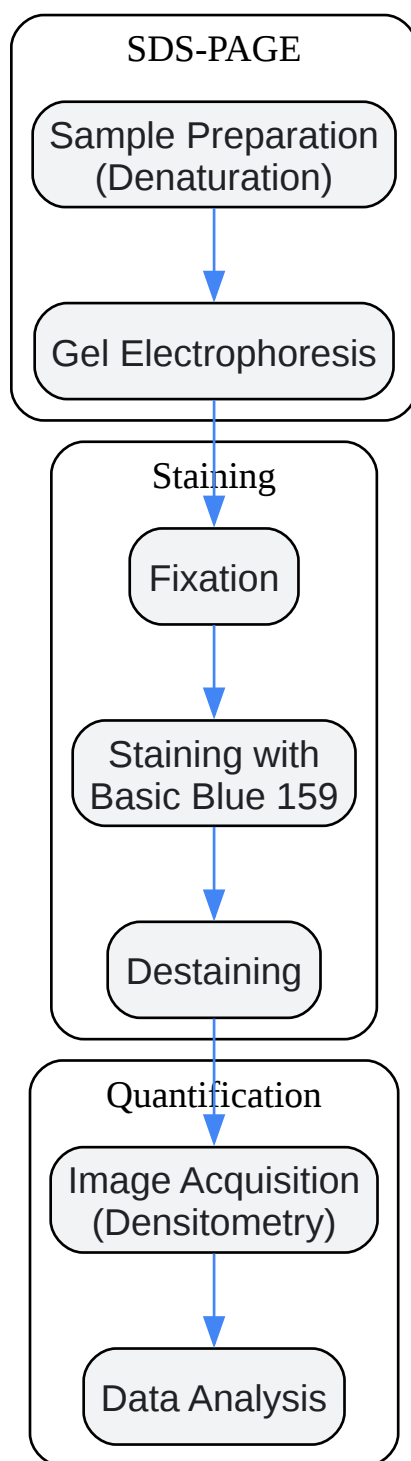 SDS-PAGE
Sample Preparation
(Denaturation)
Gel Electrophoresis
Staining
Fixation
Staining with
Basic Blue 159
Destaining
Quantification
Image Acquisition
(Densitometry)
Data Analysis